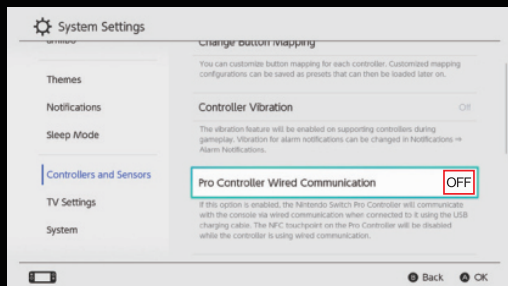 System Settings
amiibo
Change Button Mapping
You can customize button mapping for each controller. Customized mapping
configurations can be saved as presets that can then be loaded later on.
Themes
Notifications
Controller Vibration
Off
The vibration feature will be enabled on supporting controllers during
gameplay. Vibration for alarm notifications can be changed in Notifications ⇒
Alarm Notifications.
Sleep Mode
Controllers and Sensors
Pro Controller Wired Communication
OFF
TV Settings
If this option is enabled, the Nintendo Switch Pro Controller will communicate
with the console via wired communication when connected to it using the USB
charging cable. The NFC touchpoint on the Pro Controller will be disabled
while the controller is using wired communication.
System
B Back
A OK